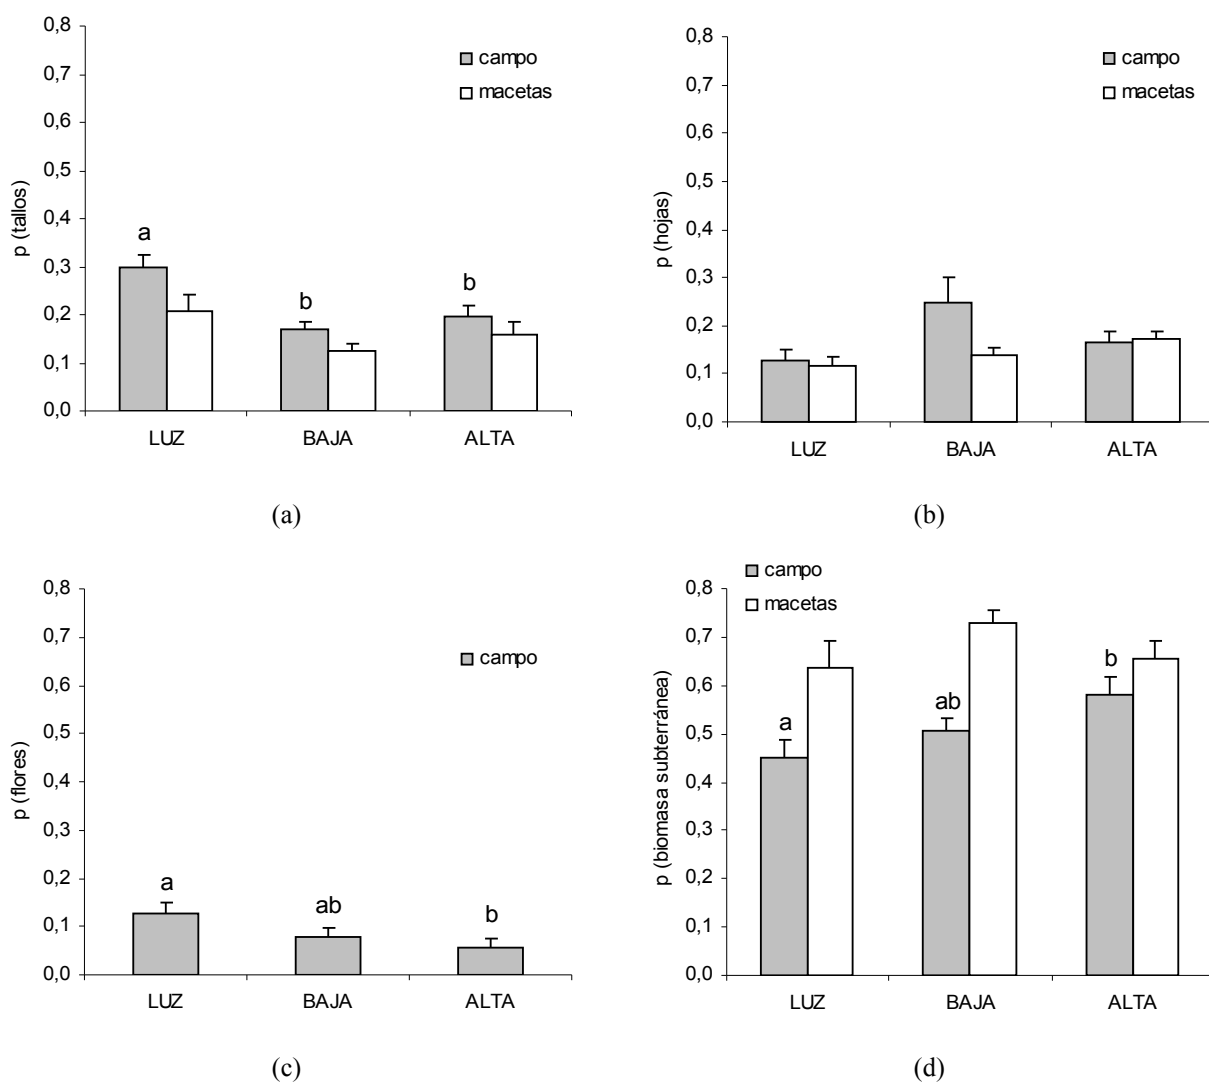 0,8
0,7
0,6
0,5
0,4
0,3
0,2
0,1
0,0
p (tallos)
campo
macetas
a
b
b
LUZ BAJA ALTA
(a)
0,8
0,7
0,6
0,5
0,4
0,3
0,2
0,1
0,0
p (hojas)
campo
macetas
LUZ BAJA ALTA
(b)
0,8
0,7
0,6
0,5
0,4
0,3
0,2
0,1
0,0
p (flores)
campo
a
ab
b
LUZ BAJA ALTA
(c)
0,8
0,7
0,6
0,5
0,4
0,3
0,2
0,1
0,0
p (biomasa subterránea)
campo
macetas
a
ab
b
LUZ BAJA ALTA
(d)